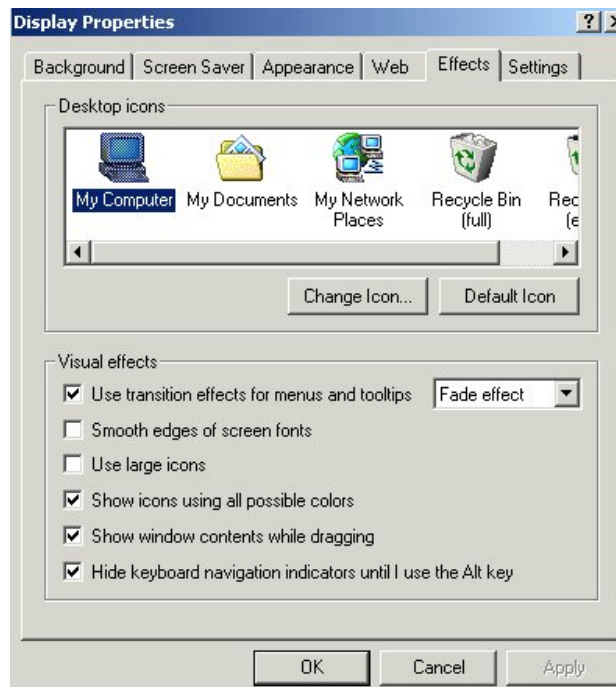 Display Properties
Background Screen Saver Appearance Web Effects Settings
Desktop icons
My Computer My Documents My Network Places Recycle Bin (full) Rec (e
Change Icon... Default Icon
Visual effects
Use transition effects for menus and tooltips Fade effect
Smooth edges of screen fonts
Use large icons
Show icons using all possible colors
Show window contents while dragging
Hide keyboard navigation indicators until I use the Alt key
OK Cancel Apply